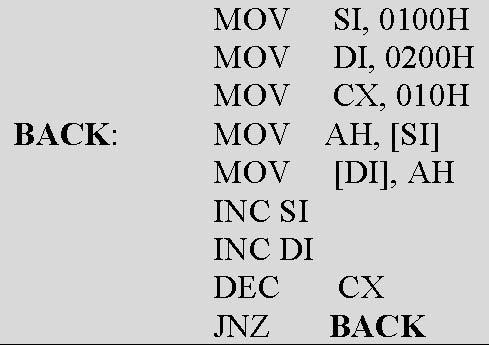 MOV SI, 0100H
MOV DI, 0200H
MOV CX, 010H
BACK: MOV AH, [SI]
MOV [DI], AH
INC SI
INC DI
DEC CX
JNZ BACK